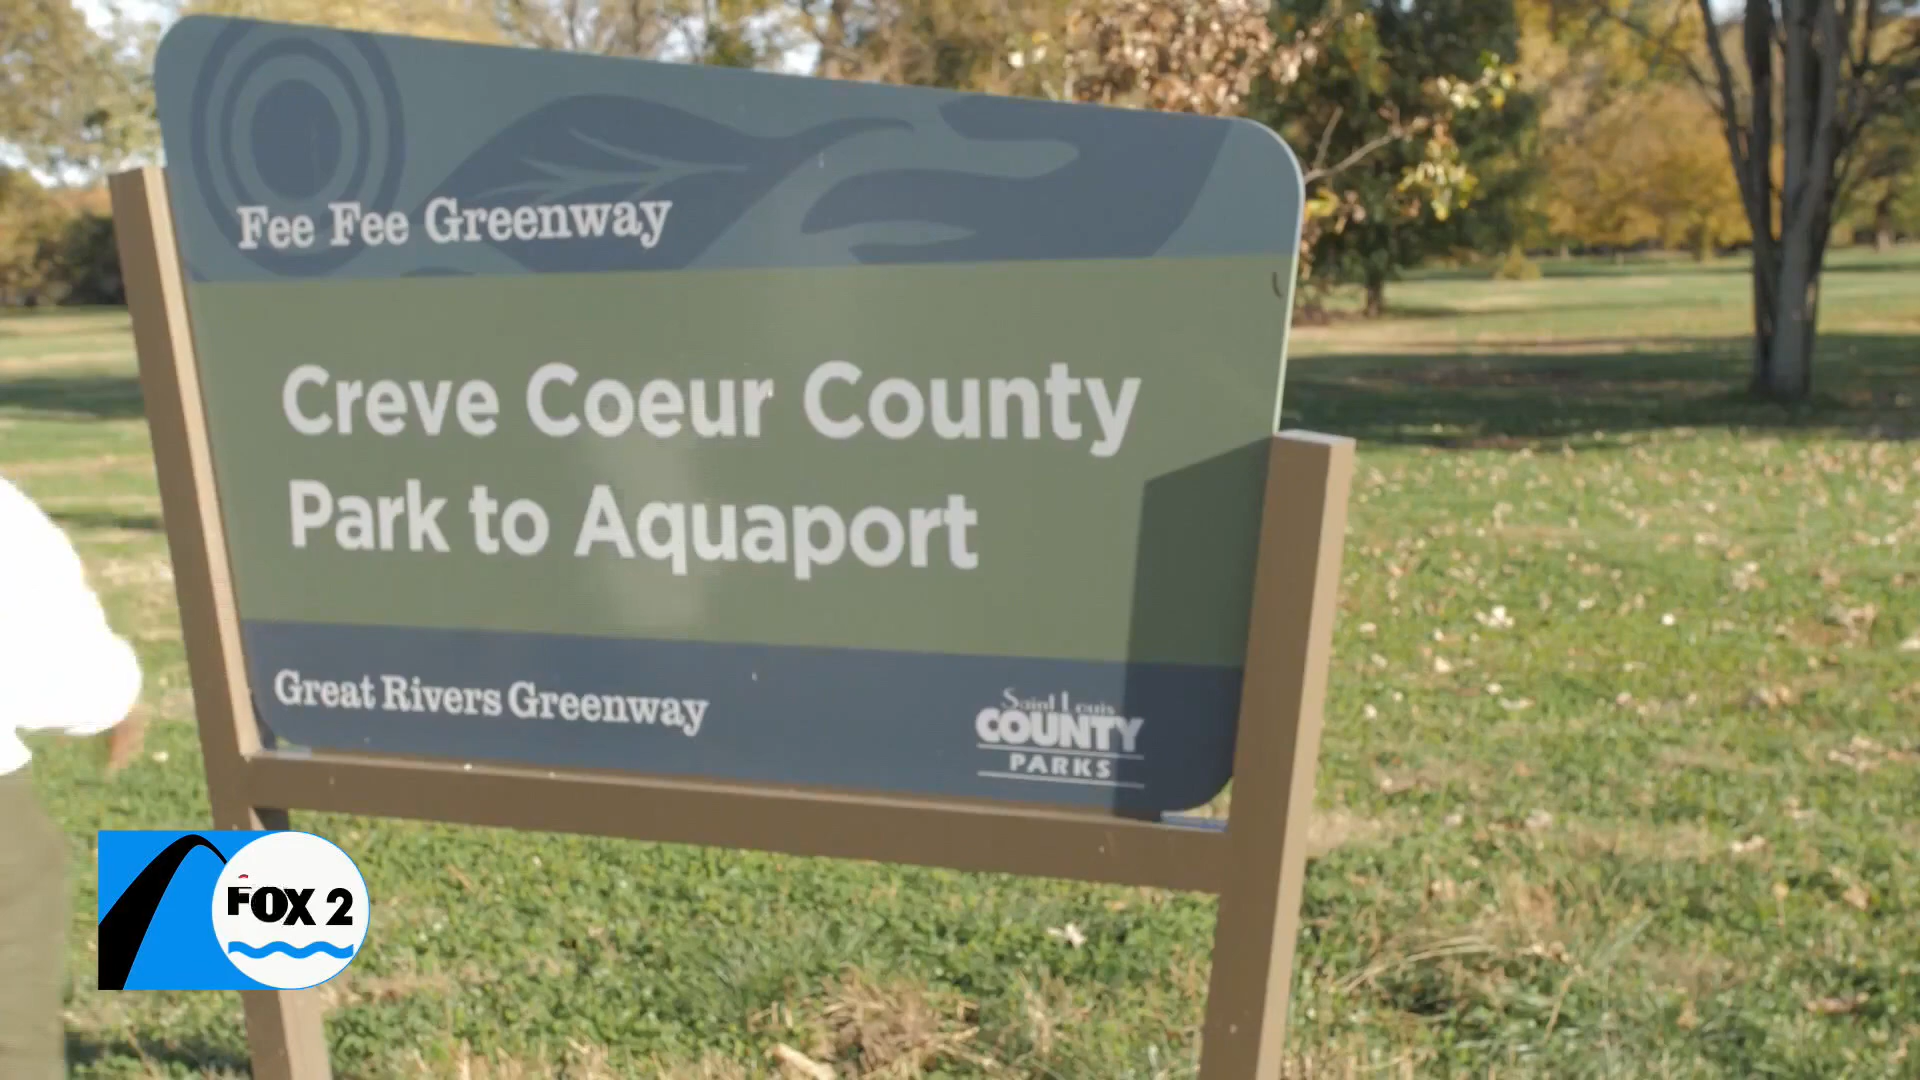 Fee Fee Greenway
Creve Coeur County
Park to Aquaport
Great Rivers Greenway
Saint Louis
COUNTY
PARKS
FOX 2